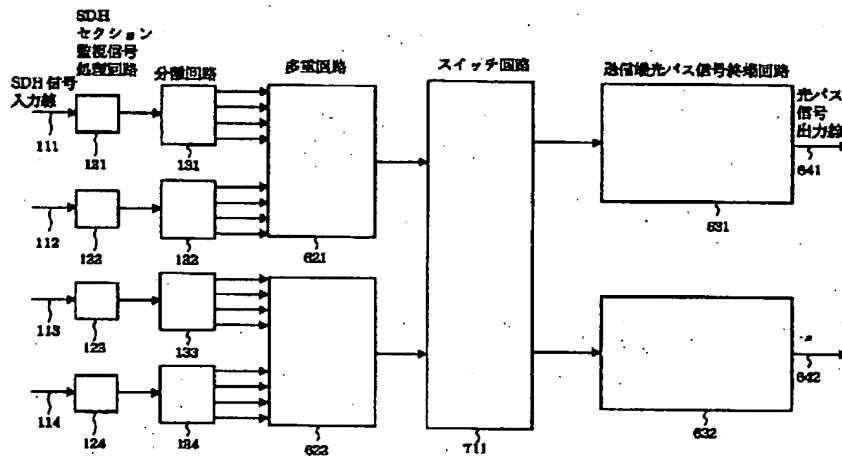 SDH
セクション
監視信号
処理回路
分離回路
多重回路
スイッチ回路
送信端光パス信号終端回路
SDH信号
入力線
光パス
信号
出力線
111
121
131
641
112
122
132
621
631
113
123
133
642
114
124
134
622
711
632